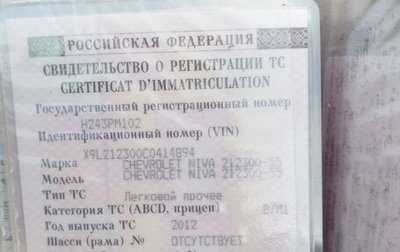 РОССИЙСКАЯ ФЕДЕРАЦИЯ
СВИДЕТЕЛЬСТВО О РЕГИСТРАЦИИ ТС
CERTIFICAT D'IMMATRICULATION
Государственный регистрационный номер
Н243РМ102
Идентификационный номер (VIN)
X9L212300C0414894
Марка CHEVROLET NIVA 212300-55
Модель CHEVROLET NIVA 212300-55
Тип ТС Легковой прочее
Категория ТС (ABCD, прицеп) B/M1
Год выпуска ТС 2012
Шасси (рама) № ОТСУТСТВУЕТ